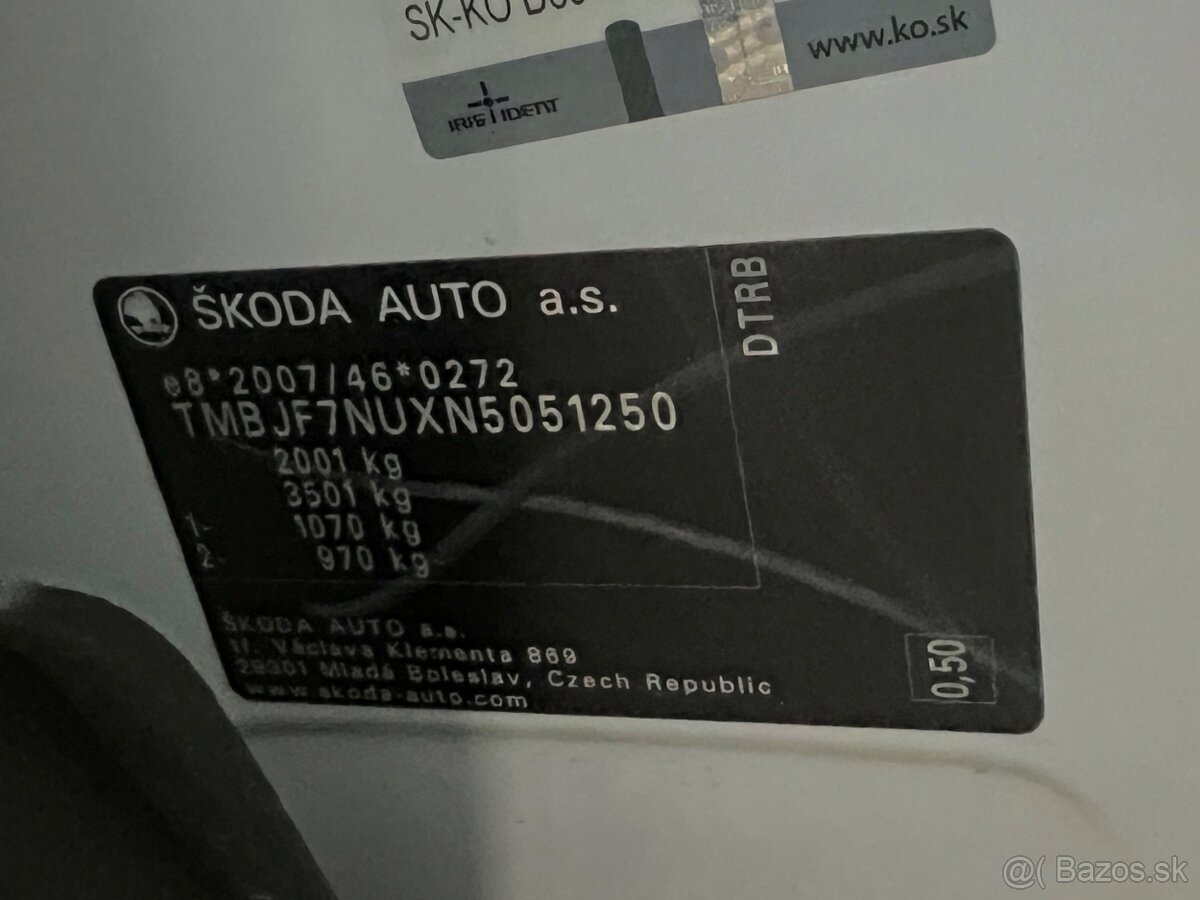 SK-KO
www.ko.sk
IRIS IDENT
ŠKODA AUTO a.s.
DTRB
e8*2007/46*0272
TMBJF7NUXN5051250
2001 kg
3501 kg
1- 1070 kg
2- 970 kg
ŠKODA AUTO a.s.
tř. Václava Klementa 869
29301 Mladá Boleslav, Czech Republic
www.skoda-auto.com
0,50
@( Bazos.sk